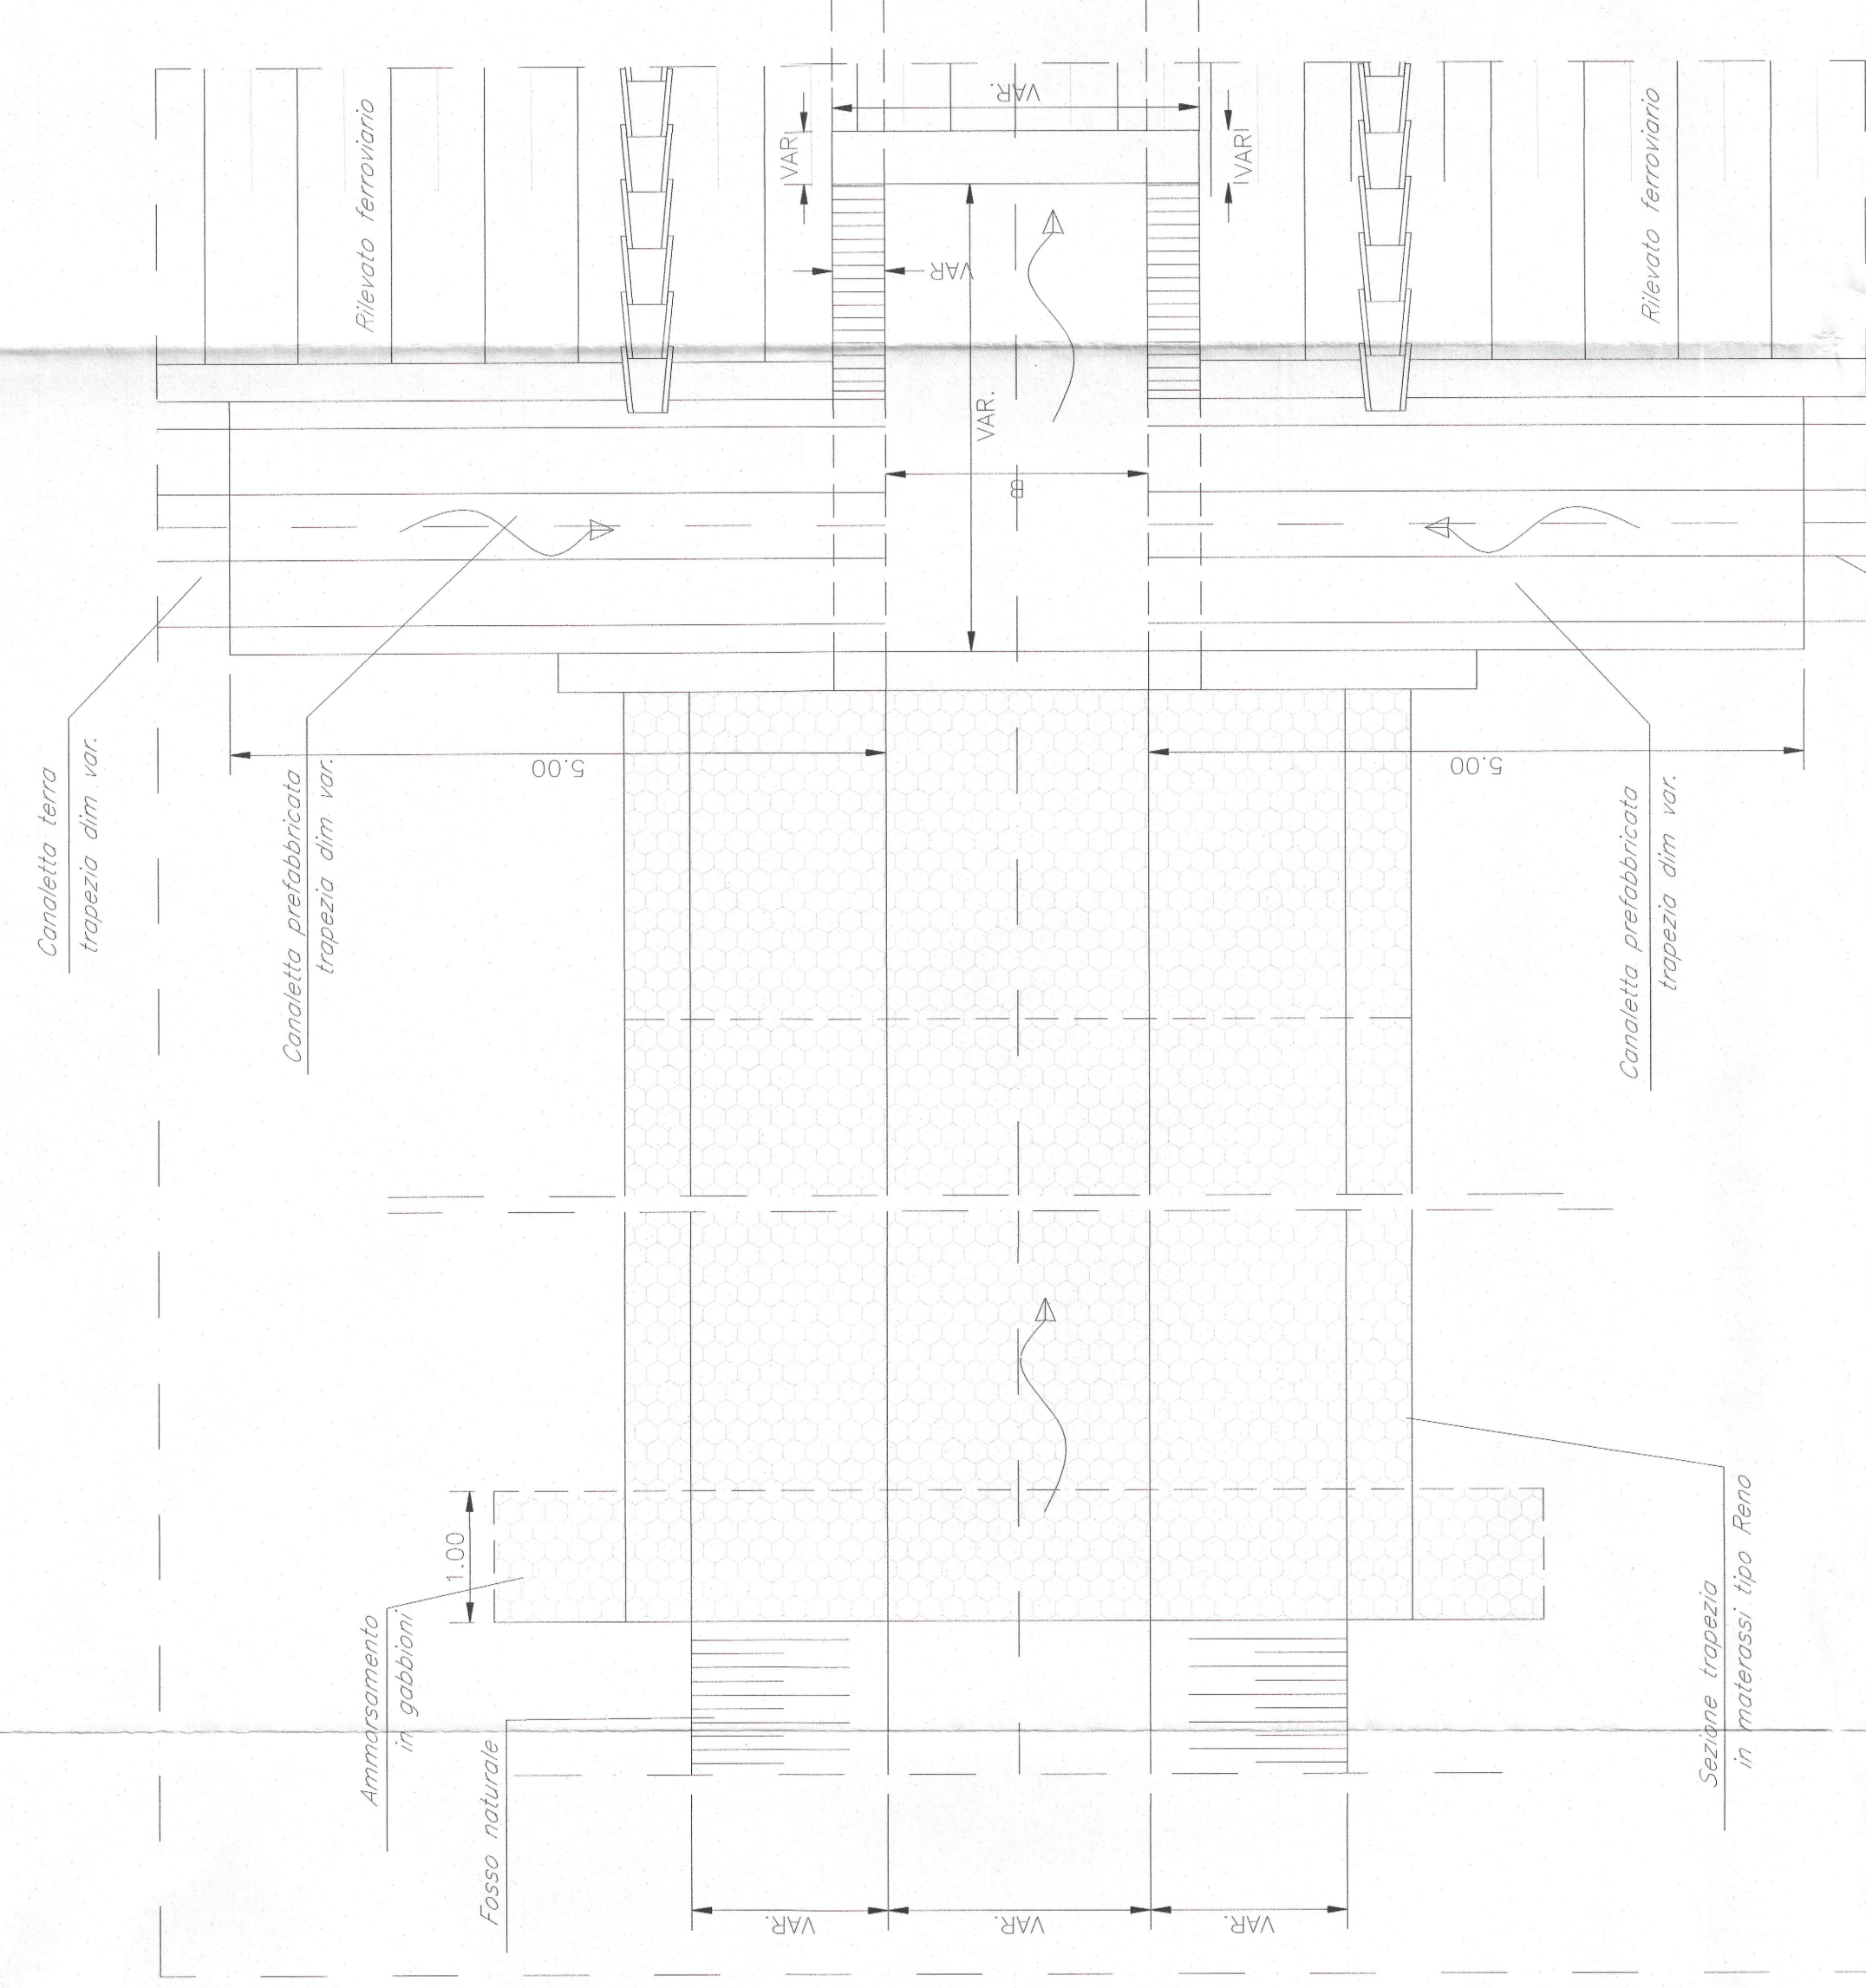 Rilevato ferroviario
Rilevato ferroviario
VAR.
VAR
VAR
VAR
VAR.
B
Canaletta terra
trapezia dim var.
Canaletta prefabbricata
trapezia dim var.
5.00
5.00
Canaletta prefabbricata
trapezia dim var.
1.00
Ammorsamento
in gabbioni
Fosso naturale
Sezione trapezia
in materassi tipo Reno
VAR.
VAR.
VAR.